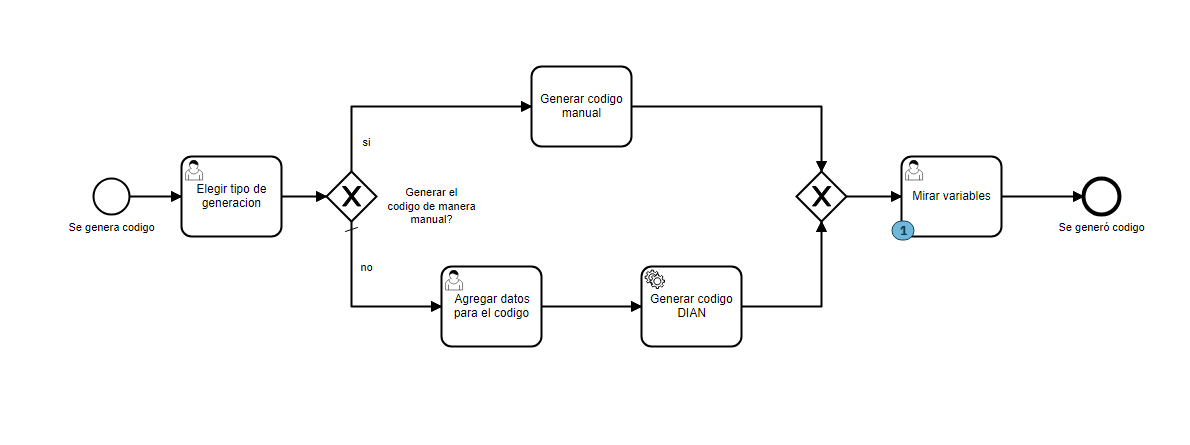 Generar codigo
manual
si
Elegir tipo de
generacion
Generar el
codigo de manera
manual?
X
X
Mirar variables
1
Se genera codigo
Se generó codigo
no
Agregar datos
para el codigo
Generar codigo
DIAN